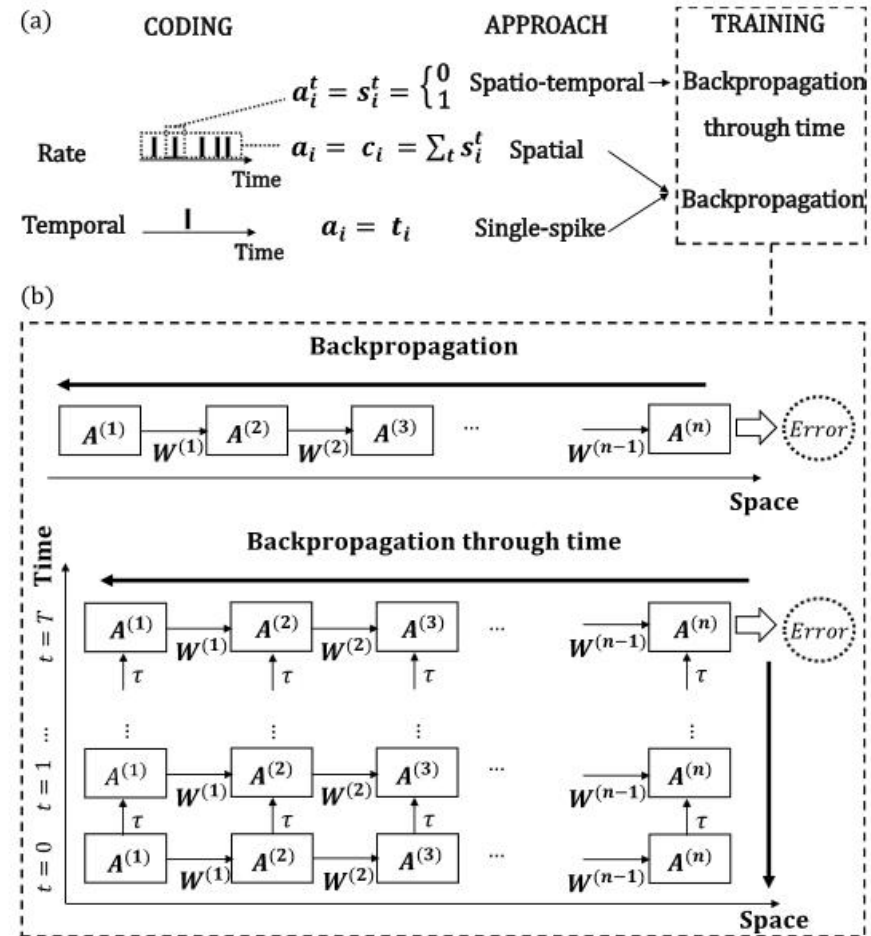 (a)
CODING APPROACH TRAINING
a_i^t = s_i^t = {0 1 Spatio-temporal Backpropagation
through time
Rate Time a_i = c_i = ∑_t s_i^t Spatial
Backpropagation
Temporal Time a_i = t_i Single-spike
(b)
Backpropagation
A^(1) W^(1) A^(2) W^(2) A^(3) ... W^(n−1) A^(n) Error
Space
Backpropagation through time
Time
t = T A^(1) W^(1) A^(2) W^(2) A^(3) ... W^(n−1) A^(n) Error
τ τ τ τ
... ⋮ ⋮ ⋮ ⋮
t = 1 A^(1) W^(1) A^(2) W^(2) A^(3) ... W^(n−1) A^(n)
τ τ τ τ
t = 0 A^(1) W^(1) A^(2) W^(2) A^(3) ... W^(n−1) A^(n)
Space